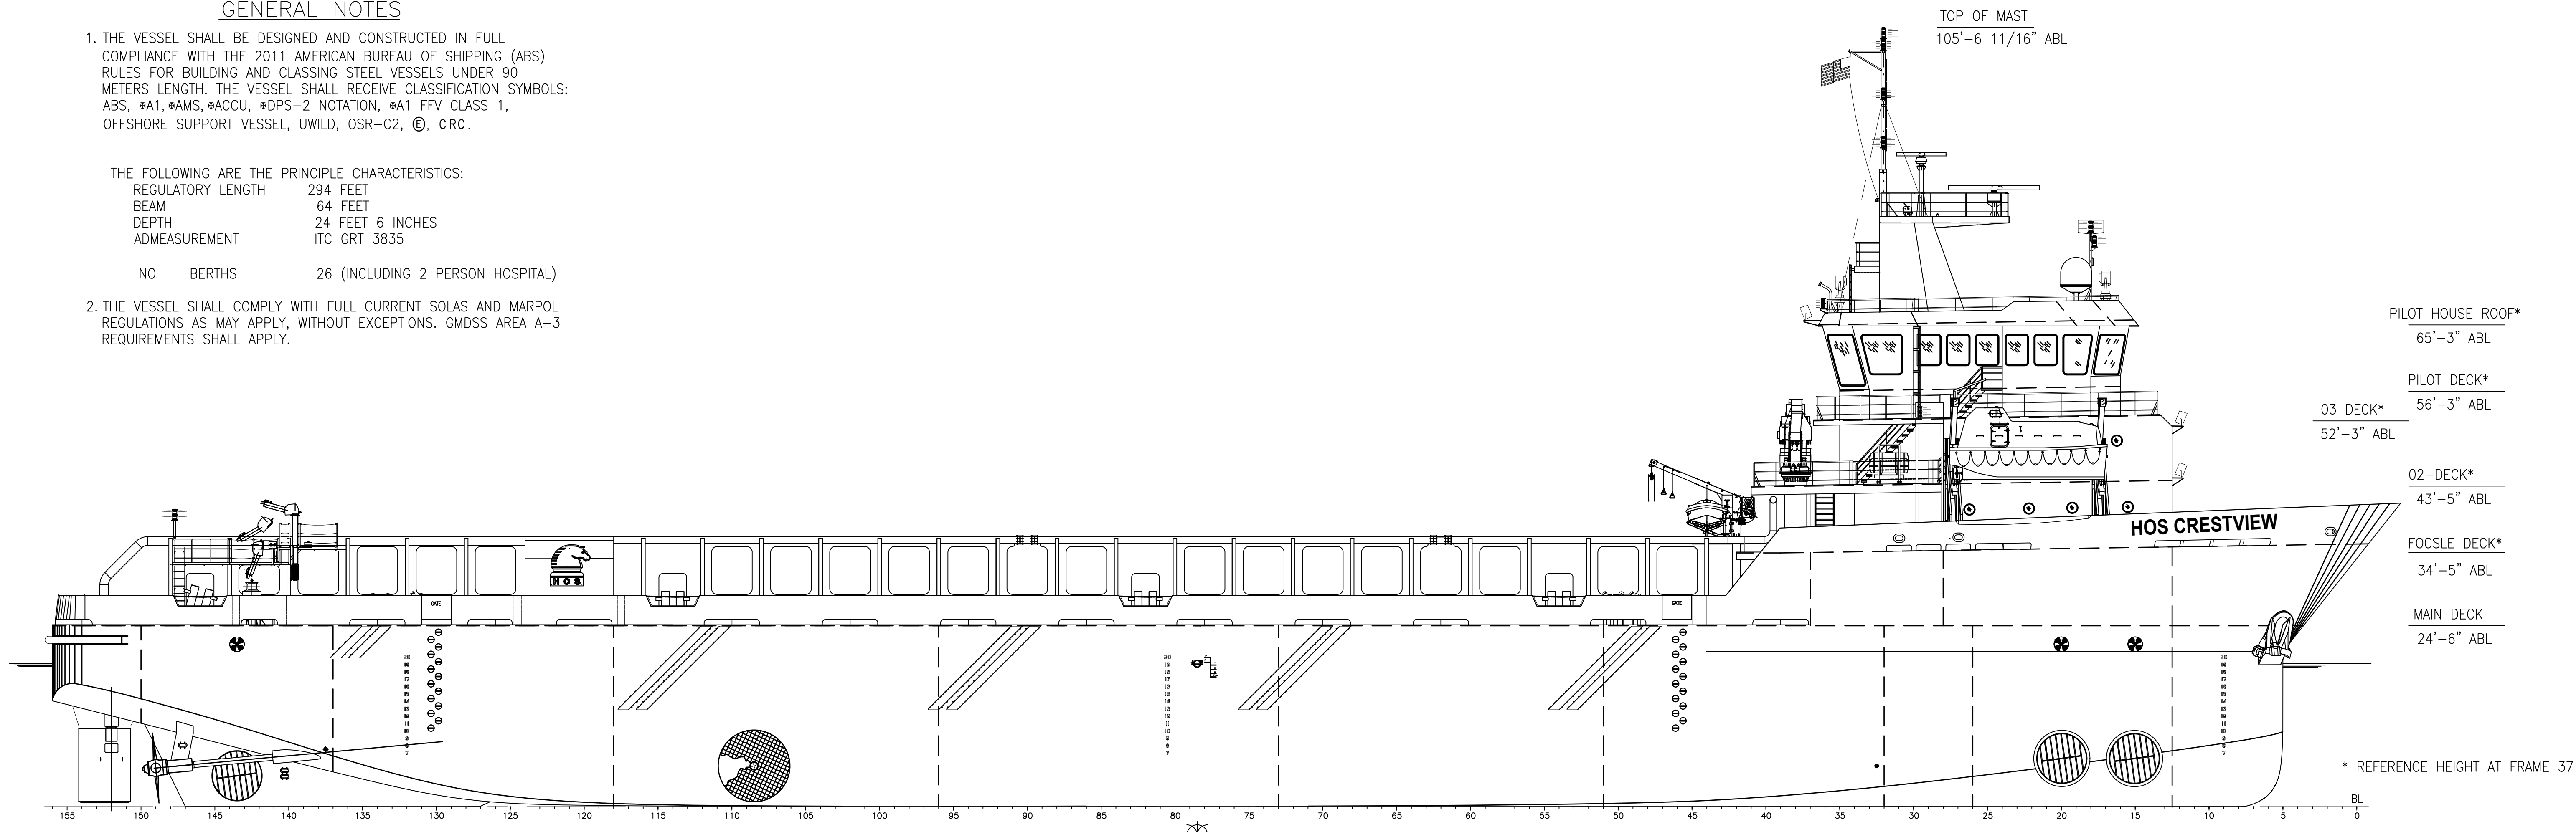 GENERAL NOTES
1. THE VESSEL SHALL BE DESIGNED AND CONSTRUCTED IN FULL
COMPLIANCE WITH THE 2011 AMERICAN BUREAU OF SHIPPING (ABS)
RULES FOR BUILDING AND CLASSING STEEL VESSELS UNDER 90
METERS LENGTH. THE VESSEL SHALL RECEIVE CLASSIFICATION SYMBOLS:
ABS, ✠A1, ✠AMS, ✠ACCU, ✠DPS-2 NOTATION, ✠A1 FFV CLASS 1,
OFFSHORE SUPPORT VESSEL, UWILD, OSR-C2, Ⓔ, CRC.
THE FOLLOWING ARE THE PRINCIPLE CHARACTERISTICS:
REGULATORY LENGTH 294 FEET
BEAM 64 FEET
DEPTH 24 FEET 6 INCHES
ADMEASUREMENT ITC GRT 3835
NO BERTHS 26 (INCLUDING 2 PERSON HOSPITAL)
2. THE VESSEL SHALL COMPLY WITH FULL CURRENT SOLAS AND MARPOL
REGULATIONS AS MAY APPLY, WITHOUT EXCEPTIONS. GMDSS AREA A-3
REQUIREMENTS SHALL APPLY.
TOP OF MAST
105'-6 11/16" ABL
PILOT HOUSE ROOF*
65'-3" ABL
PILOT DECK*
56'-3" ABL
03 DECK*
52'-3" ABL
02-DECK*
43'-5" ABL
FOCSLE DECK*
34'-5" ABL
MAIN DECK
24'-6" ABL
HOS CRESTVIEW
H O S
GATE
GATE
* REFERENCE HEIGHT AT FRAME 37
BL
155 150 145 140 135 130 125 120 115 110 105 100 95 90 85 80 75 70 65 60 55 50 45 40 35 30 25 20 15 10 5 0